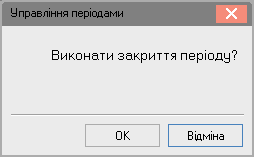 Управління періодами
Виконати закриття періоду?
OK
Відміна